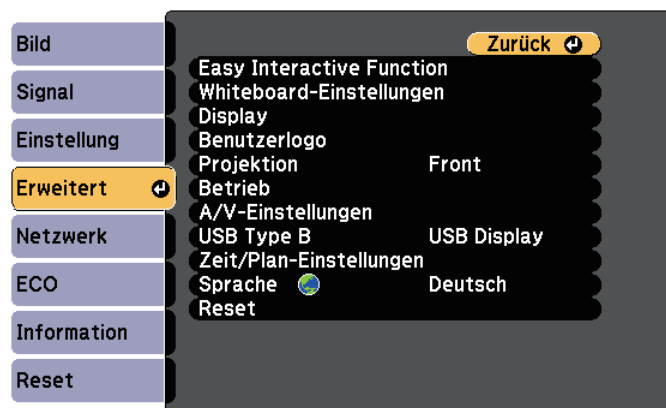 Bild
Signal
Einstellung
Erweitert
Netzwerk
ECO
Information
Reset
Zurück
Easy Interactive Function
Whiteboard-Einstellungen
Display
Benutzerlogo
Projektion Front
Betrieb
A/V-Einstellungen
USB Type B USB Display
Zeit/Plan-Einstellungen
Sprache Deutsch
Reset